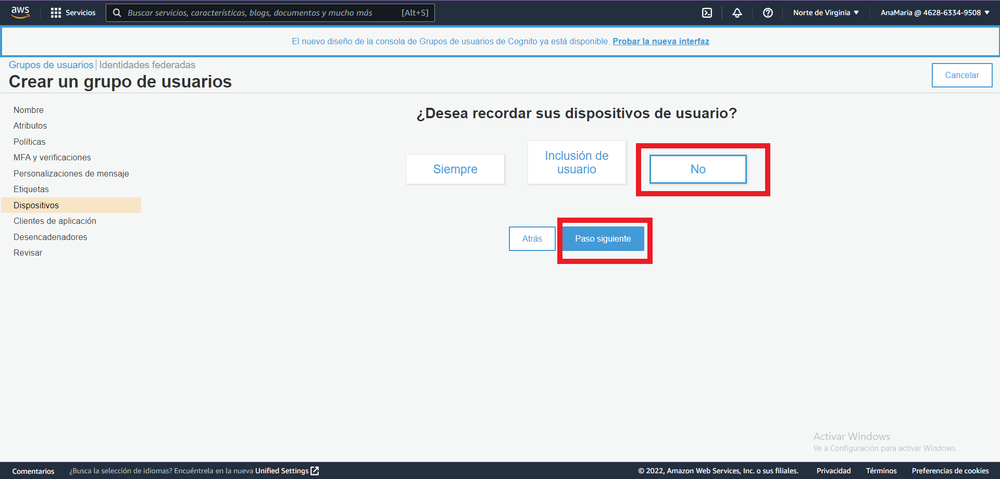 aws
Servicios
Buscar servicios, características, blogs, documentos y mucho más [Alt+S]
Norte de Virginia
AnaMaria @ 4628-6334-9508
El nuevo diseño de la consola de Grupos de usuarios de Cognito ya está disponible. Probar la nueva interfaz
Grupos de usuarios | Identidades federadas
Crear un grupo de usuarios
Cancelar
Nombre
Atributos
Políticas
MFA y verificaciones
Personalizaciones de mensaje
Etiquetas
Dispositivos
Clientes de aplicación
Desencadenadores
Revisar
¿Desea recordar sus dispositivos de usuario?
Siempre
Inclusión de
usuario
No
Atrás
Paso siguiente
Activar Windows
Ve a Configuración para activar Windows.
Comentarios
¿Busca la selección de idiomas? Encuéntrela en la nueva Unified Settings
© 2022, Amazon Web Services, Inc. o sus filiales.
Privacidad
Términos
Preferencias de cookies